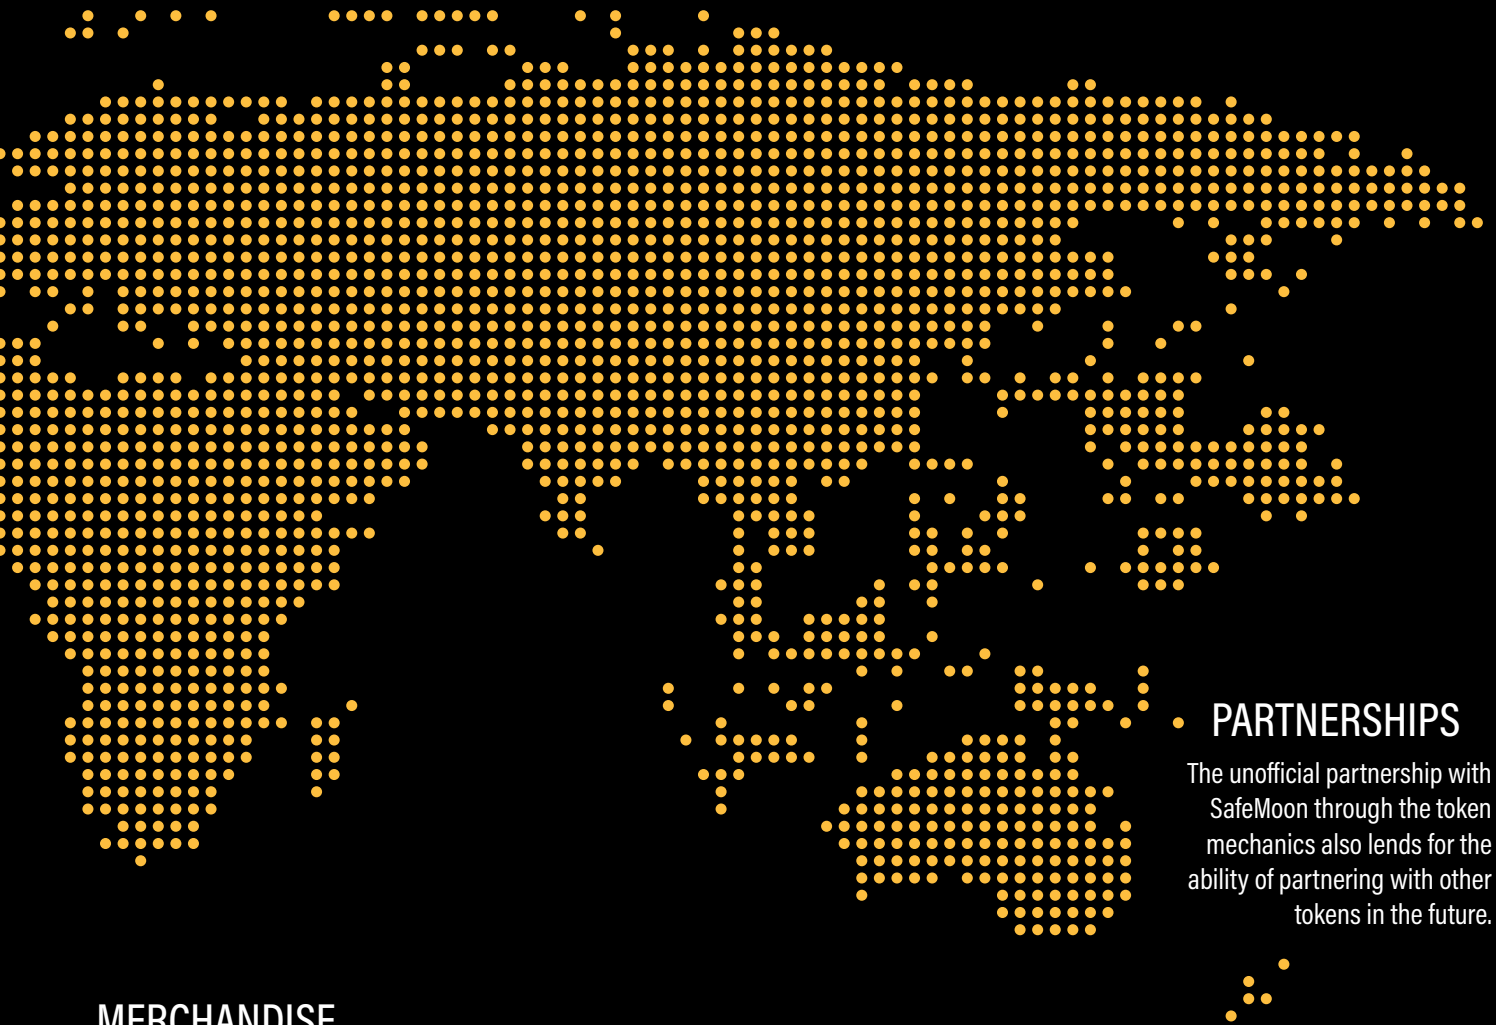 PARTNERSHIPS
The unofficial partnership with
SafeMoon through the token
mechanics also lends for the
ability of partnering with other
tokens in the future.
MERCHANDISE